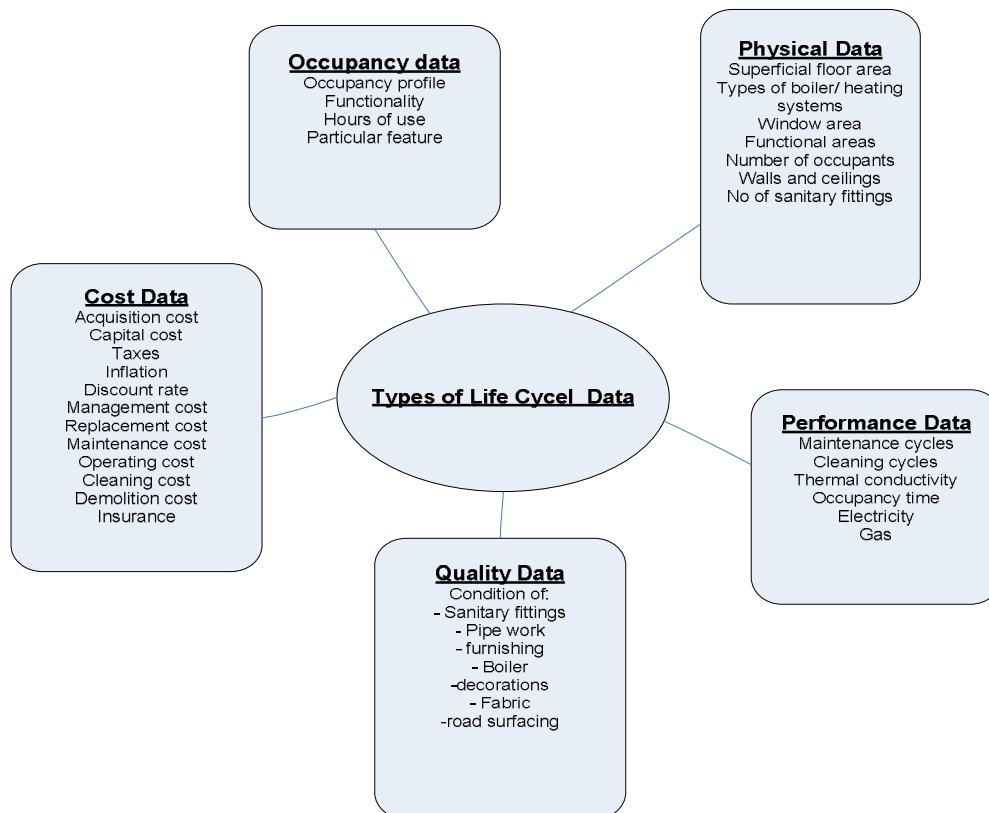 Occupancy data
Occupancy profile
Functionality
Hours of use
Particular feature
Physical Data
Superficial floor area
Types of boiler/ heating
systems
Window area
Functional areas
Number of occupants
Walls and ceilings
No of sanitary fittings
Cost Data
Acquisition cost
Capital cost
Taxes
Inflation
Discount rate
Management cost
Replacement cost
Maintenance cost
Operating cost
Cleaning cost
Demolition cost
Insurance
Types of Life Cycel  Data
Performance Data
Maintenance cycles
Cleaning cycles
Thermal conductivity
Occupancy time
Electricity
Gas
Quality Data
Condition of:
- Sanitary fittings
- Pipe work
- furnishing
- Boiler
-decorations
- Fabric
-road surfacing